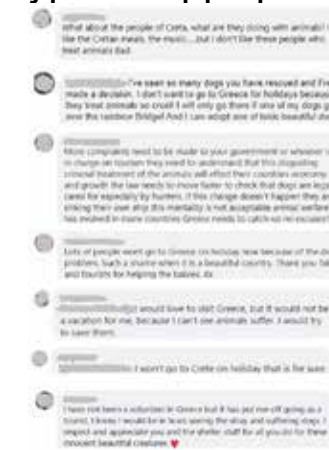 What about the people of Creta, what are they doing with animals?
like the Cretan meals, the music.....but I don't like these people who
treat animals bad.
I've seen so many dogs you have rescued and I've
made a decision. I don't want to go to Greece for holidays because
they treat animals so cruel! I will only go there if one of my dogs
over the rainbow Bridge! And I can adopt one of
More complaints need to be made to your government or whoever
in charge on tourism they need to understand that this disgusting
criminal treatment of the animals will effect their countries economy
and growth the law needs to move faster to check that dogs are
cared for especially by hunters. If this change doesn't happen they
this mentality is not acceptable animal welfare
has evolved in more countries Greece needs to catch up no excuses
Lots of people won't go to Greece on holiday now because of the
problem. Such a shame when it is a beautiful country. Thank you
and tourists for helping the babies.
would love to visit Greece, but it would not be
a vacation for me, because I can't see animals suffer. I would try
to save them.
I won't go to Crete on holiday that is for sure
I have not been a volunteer in Greece but it has put me off going as a
tourist, I know I would be in tears seeing the stray and suffering dogs. I
respect and appreciate you and the shelter staff for all you do for these
innocent beautiful creatures ❤